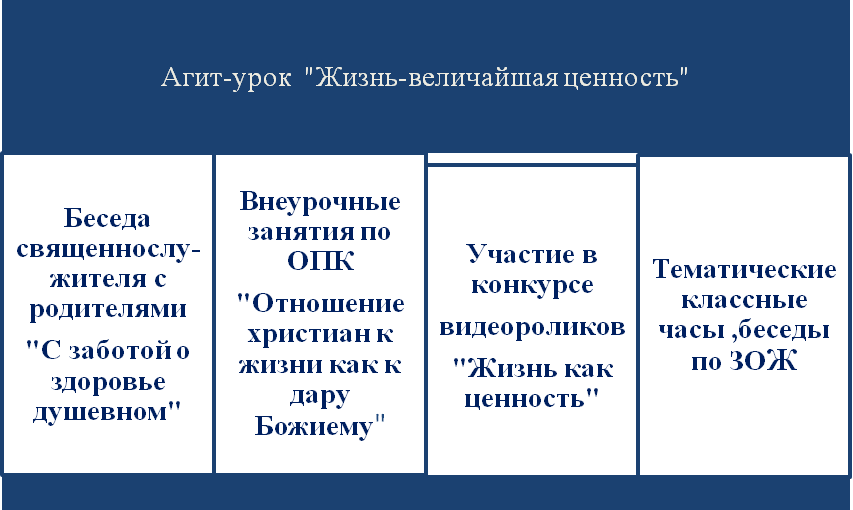 Агит-урок "Жизнь-величайшая ценность"
Беседа
священнослу-
жителя с
родителями
"С заботой о
здоровье
душевном"
Внеурочные
занятия по
ОПК
"Отношение
христиан к
жизни как к
дару
Божиему"
Участие в
конкурсе
видеороликов
"Жизнь как
ценность"
Тематические
классные
часы ,беседы
по ЗОЖ